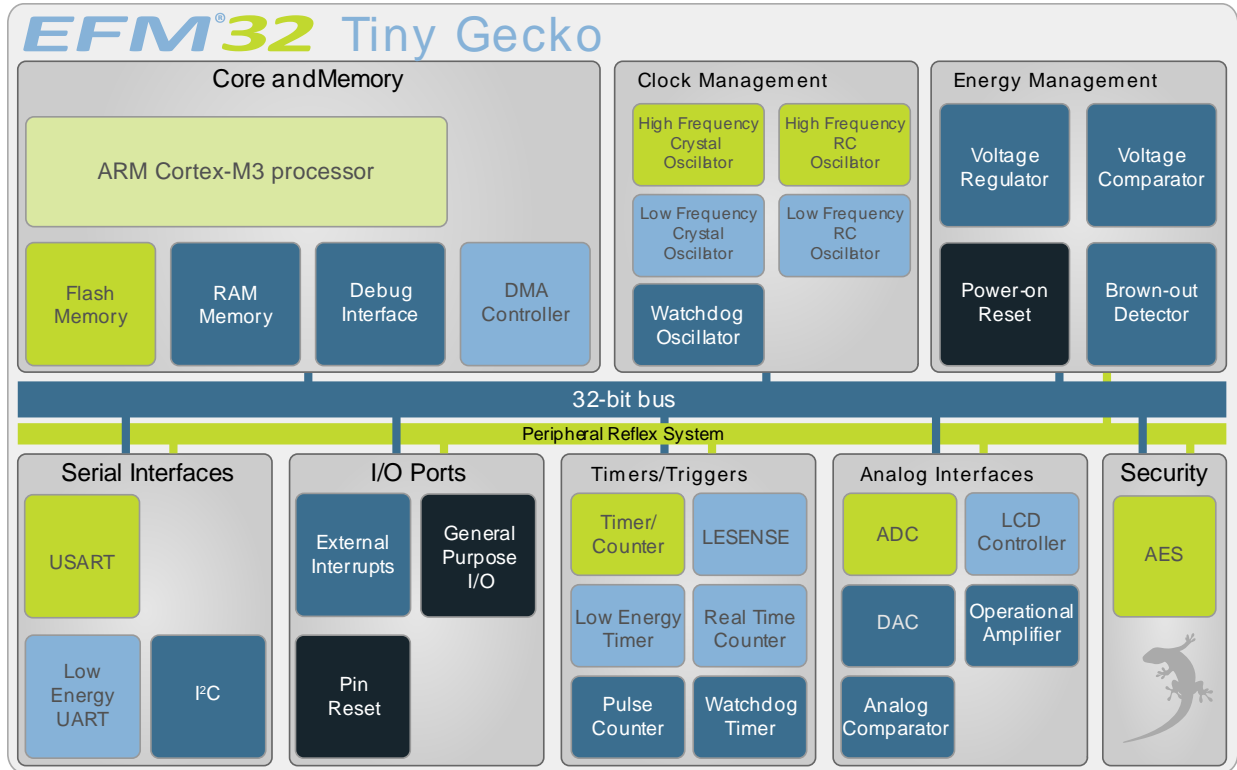 EFM®32 Tiny Gecko
Core andMemory
ARM Cortex-M3 processor
Flash
Memory
RAM
Memory
Debug
Interface
DMA
Controller
Clock Management
High Frequency
Crystal
Oscillator
High Frequency
RC
Oscillator
Low Frequency
Crystal
Oscillator
Low Frequency
RC
Oscillator
Watchdog
Oscillator
Energy Management
Voltage
Regulator
Voltage
Comparator
Power-on
Reset
Brown-out
Detector
32-bit bus
Peripheral Reflex System
Serial Interfaces
USART
Low
Energy
UART
I²C
I/O Ports
External
Interrupts
General
Purpose
I/O
Pin
Reset
Timers/Triggers
Timer/
Counter
LESENSE
Low Energy
Timer
Real Time
Counter
Pulse
Counter
Watchdog
Timer
Analog Interfaces
ADC
LCD
Controller
DAC
Operational
Amplifier
Analog
Comparator
Security
AES